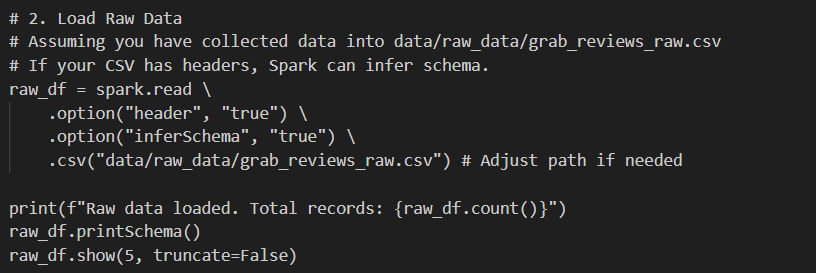 # 2. Load Raw Data
# Assuming you have collected data into data/raw_data/grab_reviews_raw.csv
# If your CSV has headers, Spark can infer schema.
raw_df = spark.read \
    .option("header", "true") \
    .option("inferSchema", "true") \
    .csv("data/raw_data/grab_reviews_raw.csv") # Adjust path if needed

print(f"Raw data loaded. Total records: {raw_df.count()}")
raw_df.printSchema()
raw_df.show(5, truncate=False)